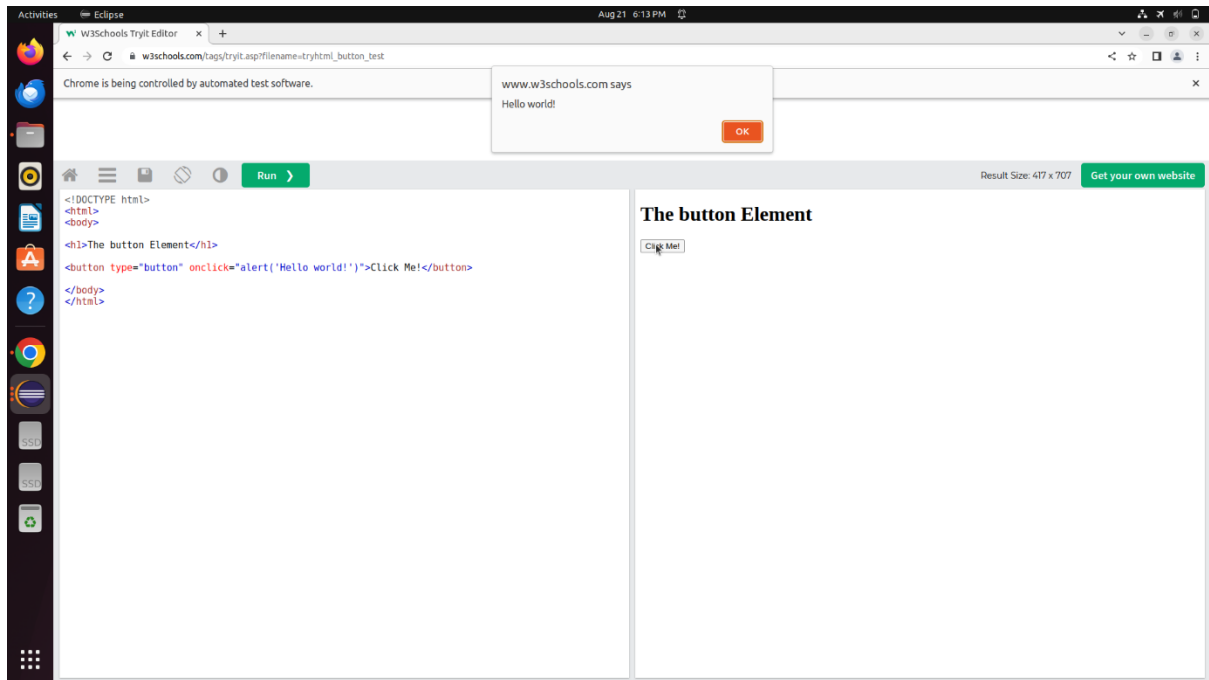 Activities Eclipse Aug 21 6:13 PM
W3Schools Tryit Editor
w3schools.com/tags/tryit.asp?filename=tryhtml_button_test
Chrome is being controlled by automated test software.
www.w3schools.com says
Hello world!
OK
Run ❯ Result Size: 417 x 707 Get your own website
<!DOCTYPE html>
<html>
<body>
<h1>The button Element</h1>
<button type="button" onclick="alert('Hello world!')">Click Me!</button>
</body>
</html>
The button Element
Click Me!
SSD
SSD